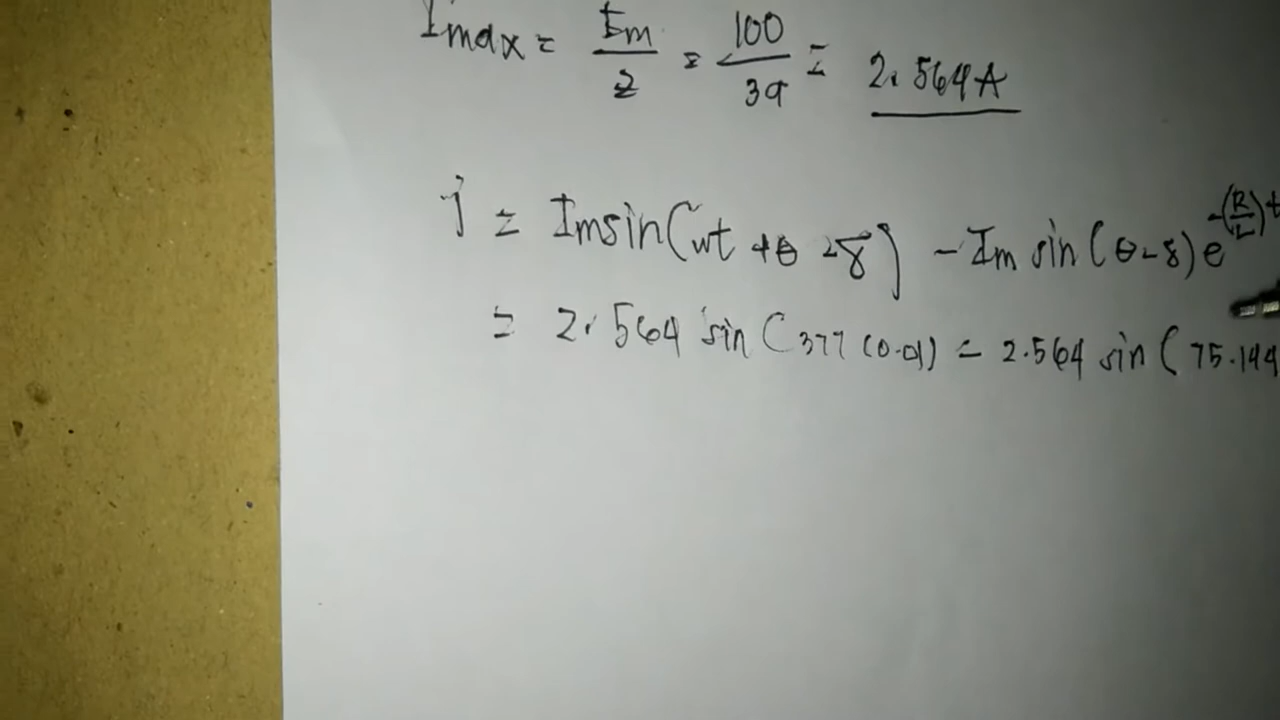 Imax = Em/z = 100/39 = 2.564A
i = Imsin(wt + θ - δ) - Im sin(θ - δ) e^-(R/L)t
= 2.564 sin(377(0.01) = 2.564 sin(75.144